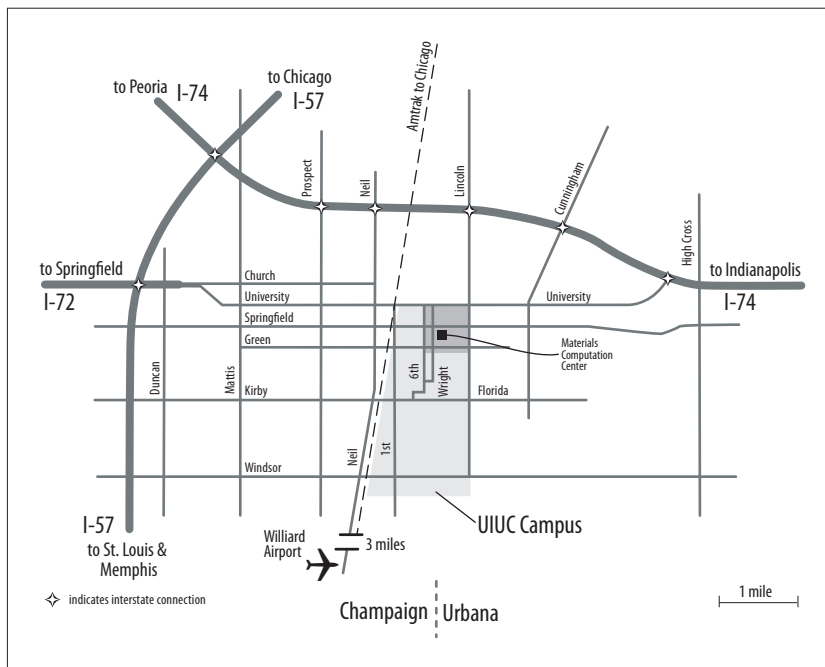 to Peoria
I-74
to Chicago
I-57
Amtrak to Chicago
Prospect
Neil
Lincoln
Cunningham
High Cross
to Springfield
I-72
to Indianapolis
I-74
Church
University
University
Springfield
Green
Materials
Computation
Center
Duncan
Mattis
Kirby
6th
Wright
Florida
Neil
1st
Windsor
I-57
to St. Louis &
Memphis
Williard
Airport
3 miles
UIUC Campus
indicates interstate connection
Champaign
Urbana
1 mile